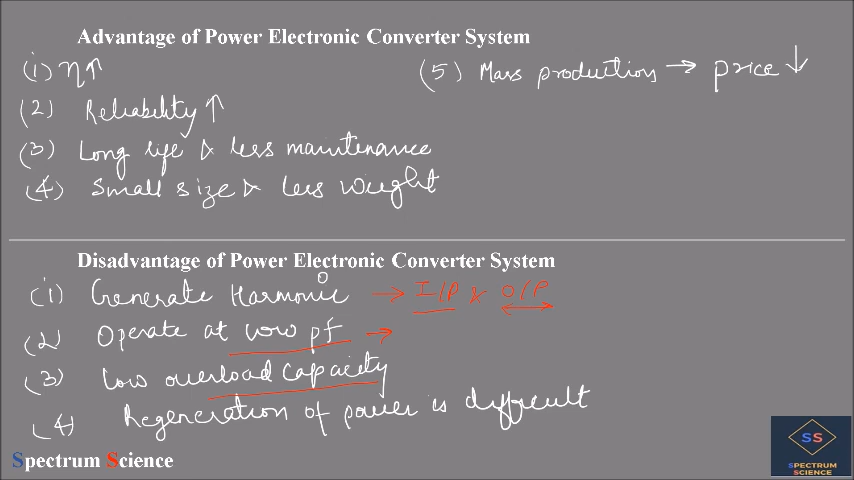 Advantage of Power Electronic Converter System
(1) η↑
(2) Reliability ↑
(3) Long life & less maintenance
(4) Small size & less weight
(5) Mass production → price ↓
Disadvantage of Power Electronic Converter System
(1) Generate Harmonic → I/P & O/P
(2) Operate at low pf →
(3) Low overload capacity
(4) Regeneration of power is difficult
Spectrum Science
SS
SPECTRUM
SCIENCE